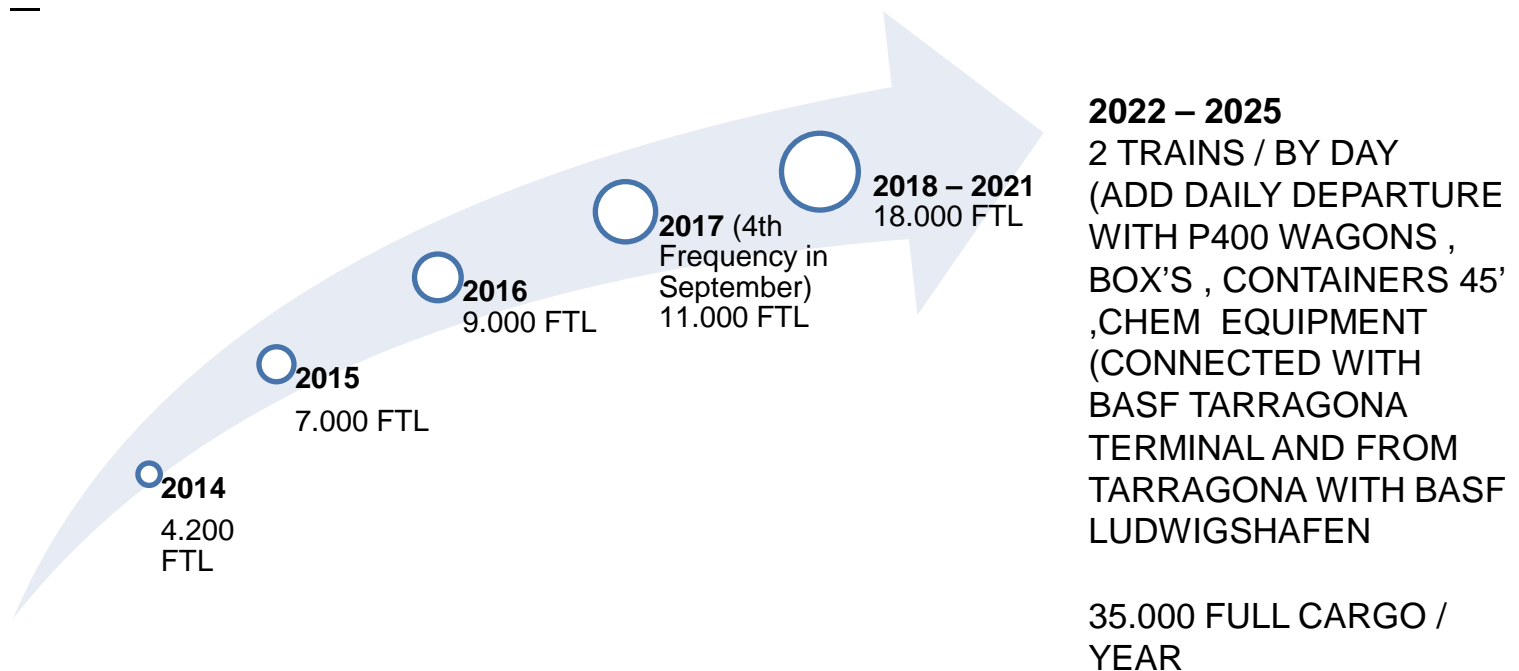 2014
4.200
FTL
2015
7.000 FTL
2016
9.000 FTL
2017 (4th
Frequency in
September)
11.000 FTL
2018 – 2021
18.000 FTL
2022 – 2025
2 TRAINS / BY DAY
(ADD DAILY DEPARTURE
WITH P400 WAGONS ,
BOX’S , CONTAINERS 45’
,CHEM EQUIPMENT
(CONNECTED WITH
BASF TARRAGONA
TERMINAL AND FROM
TARRAGONA WITH BASF
LUDWIGSHAFEN
35.000 FULL CARGO /
YEAR